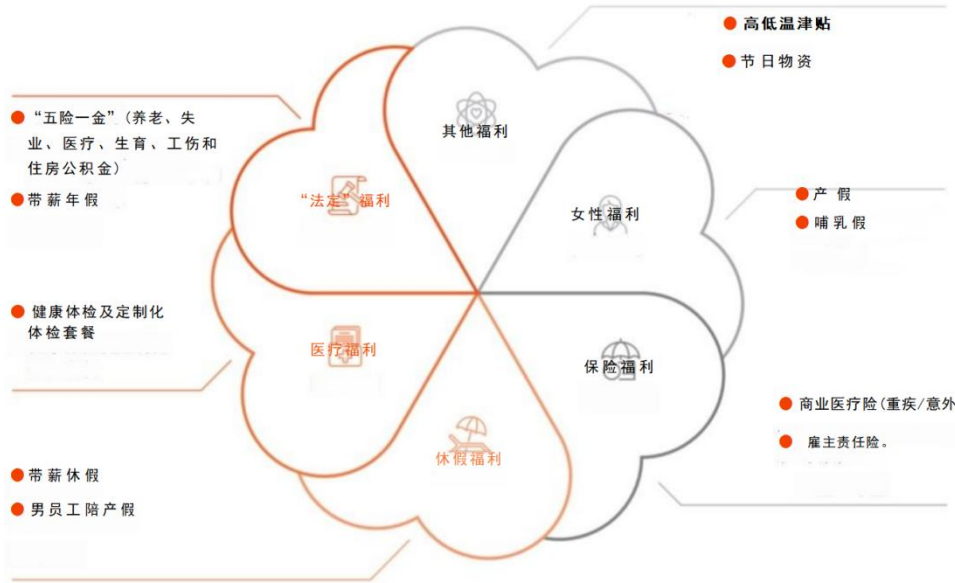 高低温津贴
节日物资
其他福利
“五险一金”(养老、失
业、医疗、生育、工伤和
住房公积金)
带薪年假
“法定”福利
女性福利
产假
哺乳假
健康体检及定制化
体检套餐
医疗福利
保险福利
商业医疗险(重疾/意外
雇主责任险。
休假福利
带薪休假
男员工陪产假